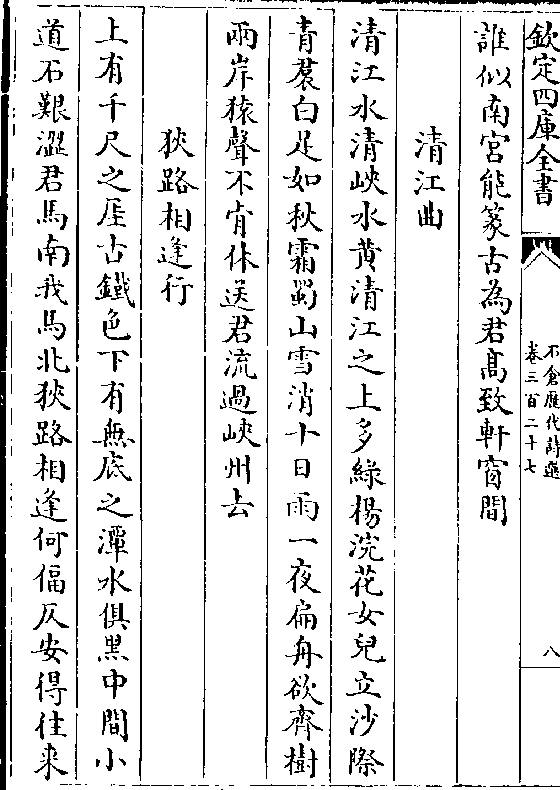 欽定四庫全書
石倉歷代詩選
卷三百二十七
八
誰似南宮能篆古為君髙致軒窗間
清江曲
清江水清峽水黄清江之上多緑楊浣花女兒立沙際
青裠白足如秋霜蜀山雪消十日雨一夜扁舟欲齊樹
兩岸猿聲不肯休送君流過峽州去
狹路相逢行
上有千尺之厓古鐵色下有無底之潭水俱黒中間小
道石艱澀君馬南我馬北狹路相逢何偪仄安得往来